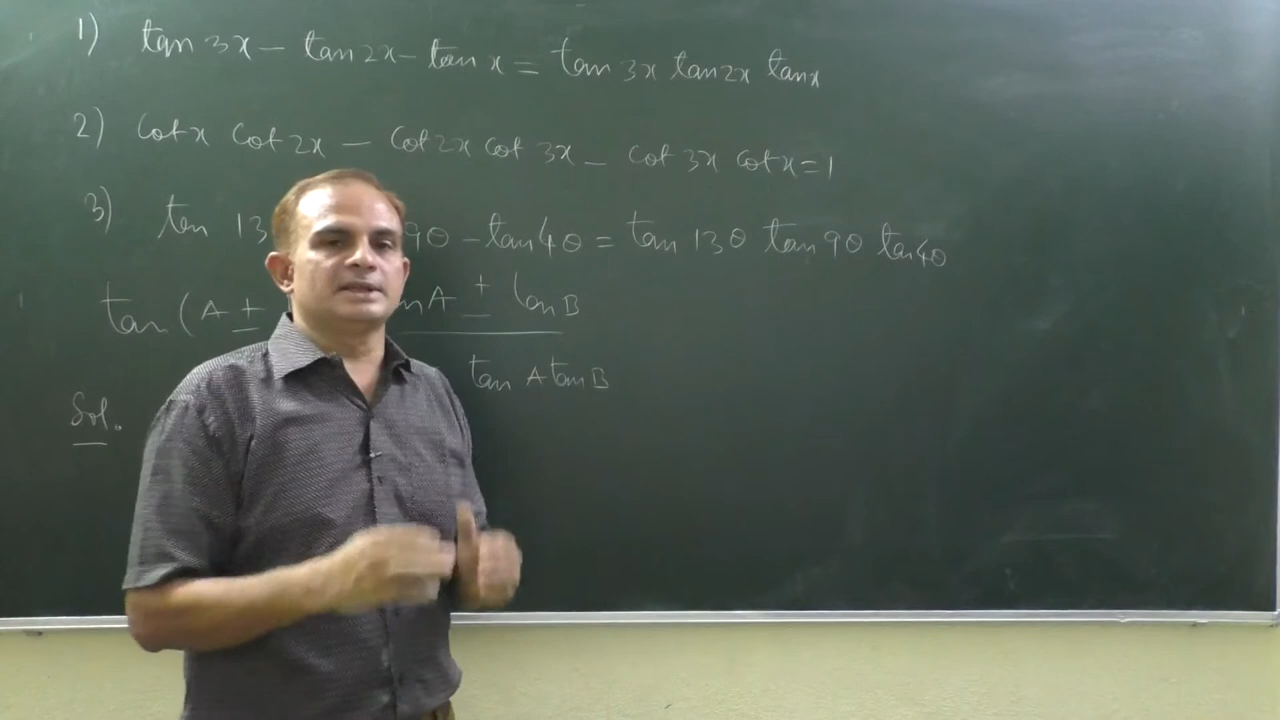 1) tan 3x - tan 2x - tan x = tan 3x tan 2x tan x
2) Cot x Cot 2x - Cot 2x Cot 3x - Cot 3x Cot x = 1
3) tan 13 9θ - tan 4θ = tan 13θ tan 9θ tan 4θ
tan (A ± nA ± tan B
tan A tan B
Sol.